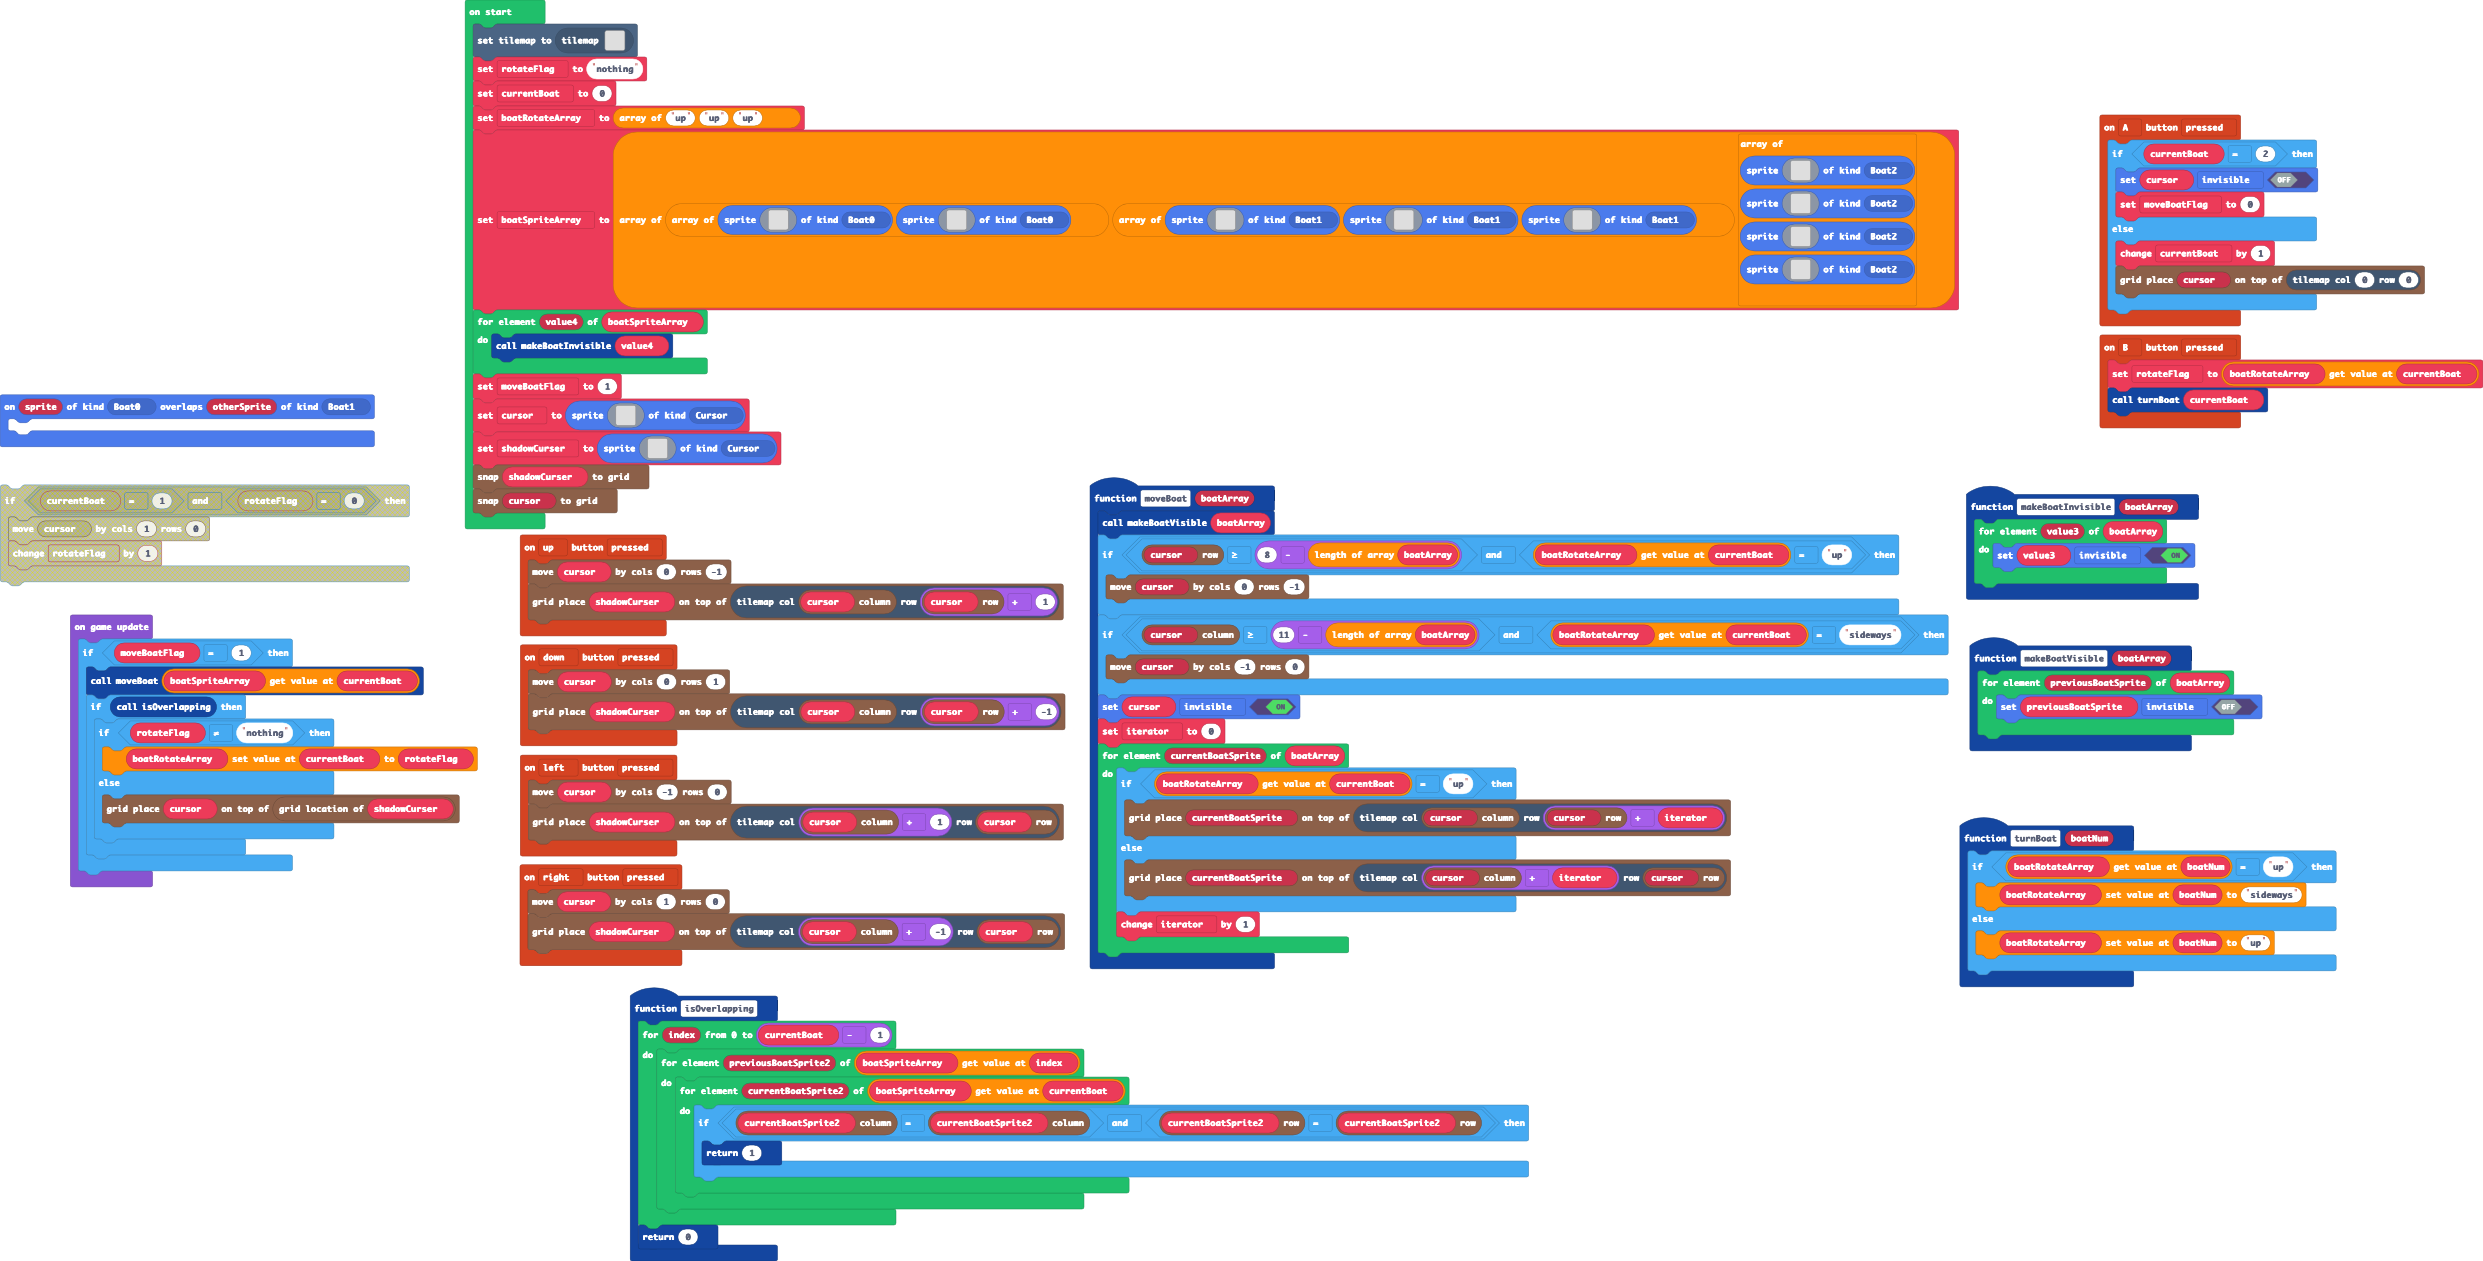 on start
set tilemap to tilemap
set rotateFlag to "nothing"
set currentBoat to 0
set boatRotateArray to array of "up" "up" "up"
set boatSpriteArray to array of array of sprite of kind Boat0 sprite of kind Boat0 array of sprite of kind Boat1 sprite of kind Boat1 sprite of kind Boat1
array of
sprite of kind Boat2
sprite of kind Boat2
sprite of kind Boat2
sprite of kind Boat2
for element value4 of boatSpriteArray
do call makeBoatInvisible value4
set moveBoatFlag to 1
set cursor to sprite of kind Cursor
set shadowCurser to sprite of kind Cursor
snap shadowCurser to grid
snap cursor to grid
on A button pressed
if currentBoat = 2 then
set cursor invisible OFF
set moveBoatFlag to 0
else
change currentBoat by 1
grid place cursor on top of tilemap col 0 row 0
on B button pressed
set rotateFlag to boatRotateArray get value at currentBoat
call turnBoat currentBoat
on sprite of kind Boat0 overlaps otherSprite of kind Boat1
if currentBoat = 1 and rotateFlag = 0 then
move cursor by cols 1 rows 0
change rotateFlag by 1
on game update
if moveBoatFlag = 1 then
call moveBoat boatSpriteArray get value at currentBoat
if call isOverlapping then
if rotateFlag ≠ "nothing" then
boatRotateArray set value at currentBoat to rotateFlag
else
grid place cursor on top of grid location of shadowCurser
on up button pressed
move cursor by cols 0 rows -1
grid place shadowCurser on top of tilemap col cursor column row cursor row + 1
on down button pressed
move cursor by cols 0 rows 1
grid place shadowCurser on top of tilemap col cursor column row cursor row + -1
on left button pressed
move cursor by cols -1 rows 0
grid place shadowCurser on top of tilemap col cursor column + 1 row cursor row
on right button pressed
move cursor by cols 1 rows 0
grid place shadowCurser on top of tilemap col cursor column + -1 row cursor row
function moveBoat boatArray
call makeBoatVisible boatArray
if cursor row ≥ 8 - length of array boatArray and boatRotateArray get value at currentBoat = "up" then
move cursor by cols 0 rows -1
if cursor column ≥ 11 - length of array boatArray and boatRotateArray get value at currentBoat = "sideways" then
move cursor by cols -1 rows 0
set cursor invisible ON
set iterator to 0
for element currentBoatSprite of boatArray
do
if boatRotateArray get value at currentBoat = "up" then
grid place currentBoatSprite on top of tilemap col cursor column row cursor row + iterator
else
grid place currentBoatSprite on top of tilemap col cursor column + iterator row cursor row
change iterator by 1
function makeBoatInvisible boatArray
for element value3 of boatArray
do set value3 invisible ON
function makeBoatVisible boatArray
for element previousBoatSprite of boatArray
do set previousBoatSprite invisible OFF
function turnBoat boatNum
if boatRotateArray get value at boatNum = "up" then
boatRotateArray set value at boatNum to "sideways"
else
boatRotateArray set value at boatNum to "up"
function isOverlapping
for index from 0 to currentBoat - 1
do
for element previousBoatSprite2 of boatSpriteArray get value at index
do
for element currentBoatSprite2 of boatSpriteArray get value at currentBoat
do
if currentBoatSprite2 column = currentBoatSprite2 column and currentBoatSprite2 row = currentBoatSprite2 row then
return 1
return 0